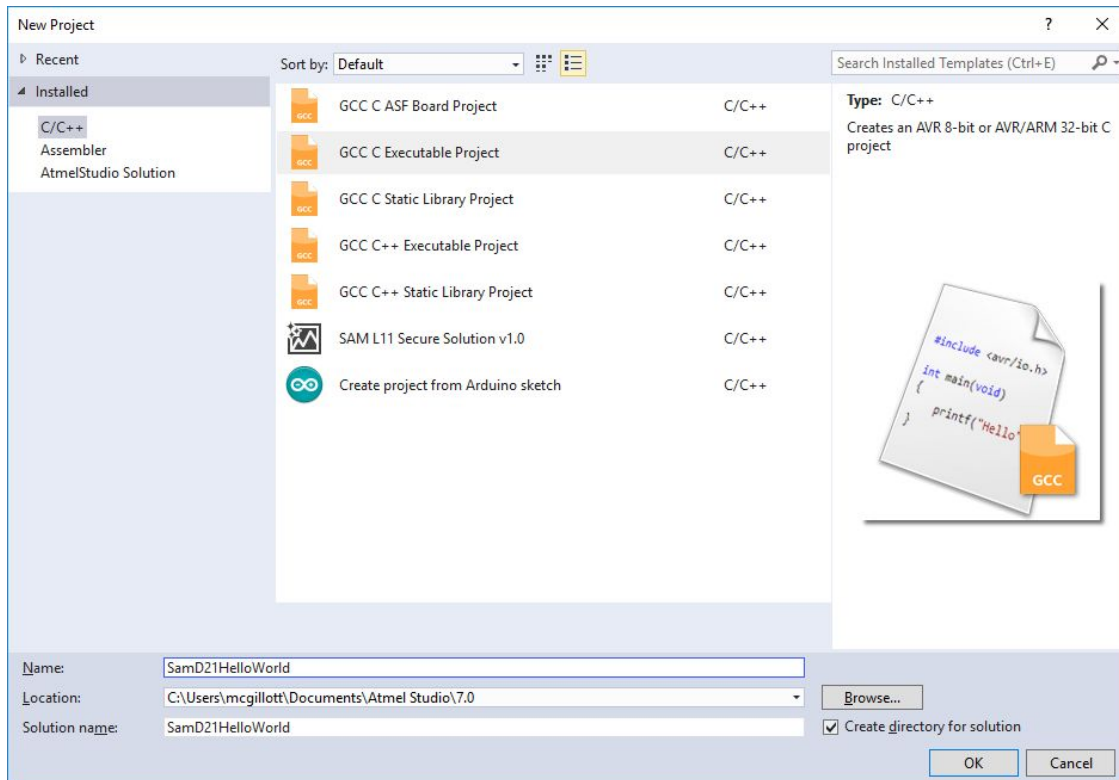 New Project
?
Recent
Installed
C/C++
Assembler
AtmelStudio Solution
Sort by: Default
GCC C ASF Board Project C/C++
GCC C Executable Project C/C++
GCC C Static Library Project C/C++
GCC C++ Executable Project C/C++
GCC C++ Static Library Project C/C++
SAM L11 Secure Solution v1.0 C/C++
Create project from Arduino sketch C/C++
GCC
GCC
GCC
GCC
GCC
Search Installed Templates (Ctrl+E)
Type: C/C++
Creates an AVR 8-bit or AVR/ARM 32-bit C
project
#include <avr/io.h>
int main(void)
{
printf("Hello"
}
GCC
Name: SamD21HelloWorld
Location: C:\Users\mcgillott\Documents\Atmel Studio\7.0
Browse...
Solution name: SamD21HelloWorld
Create directory for solution
OK Cancel